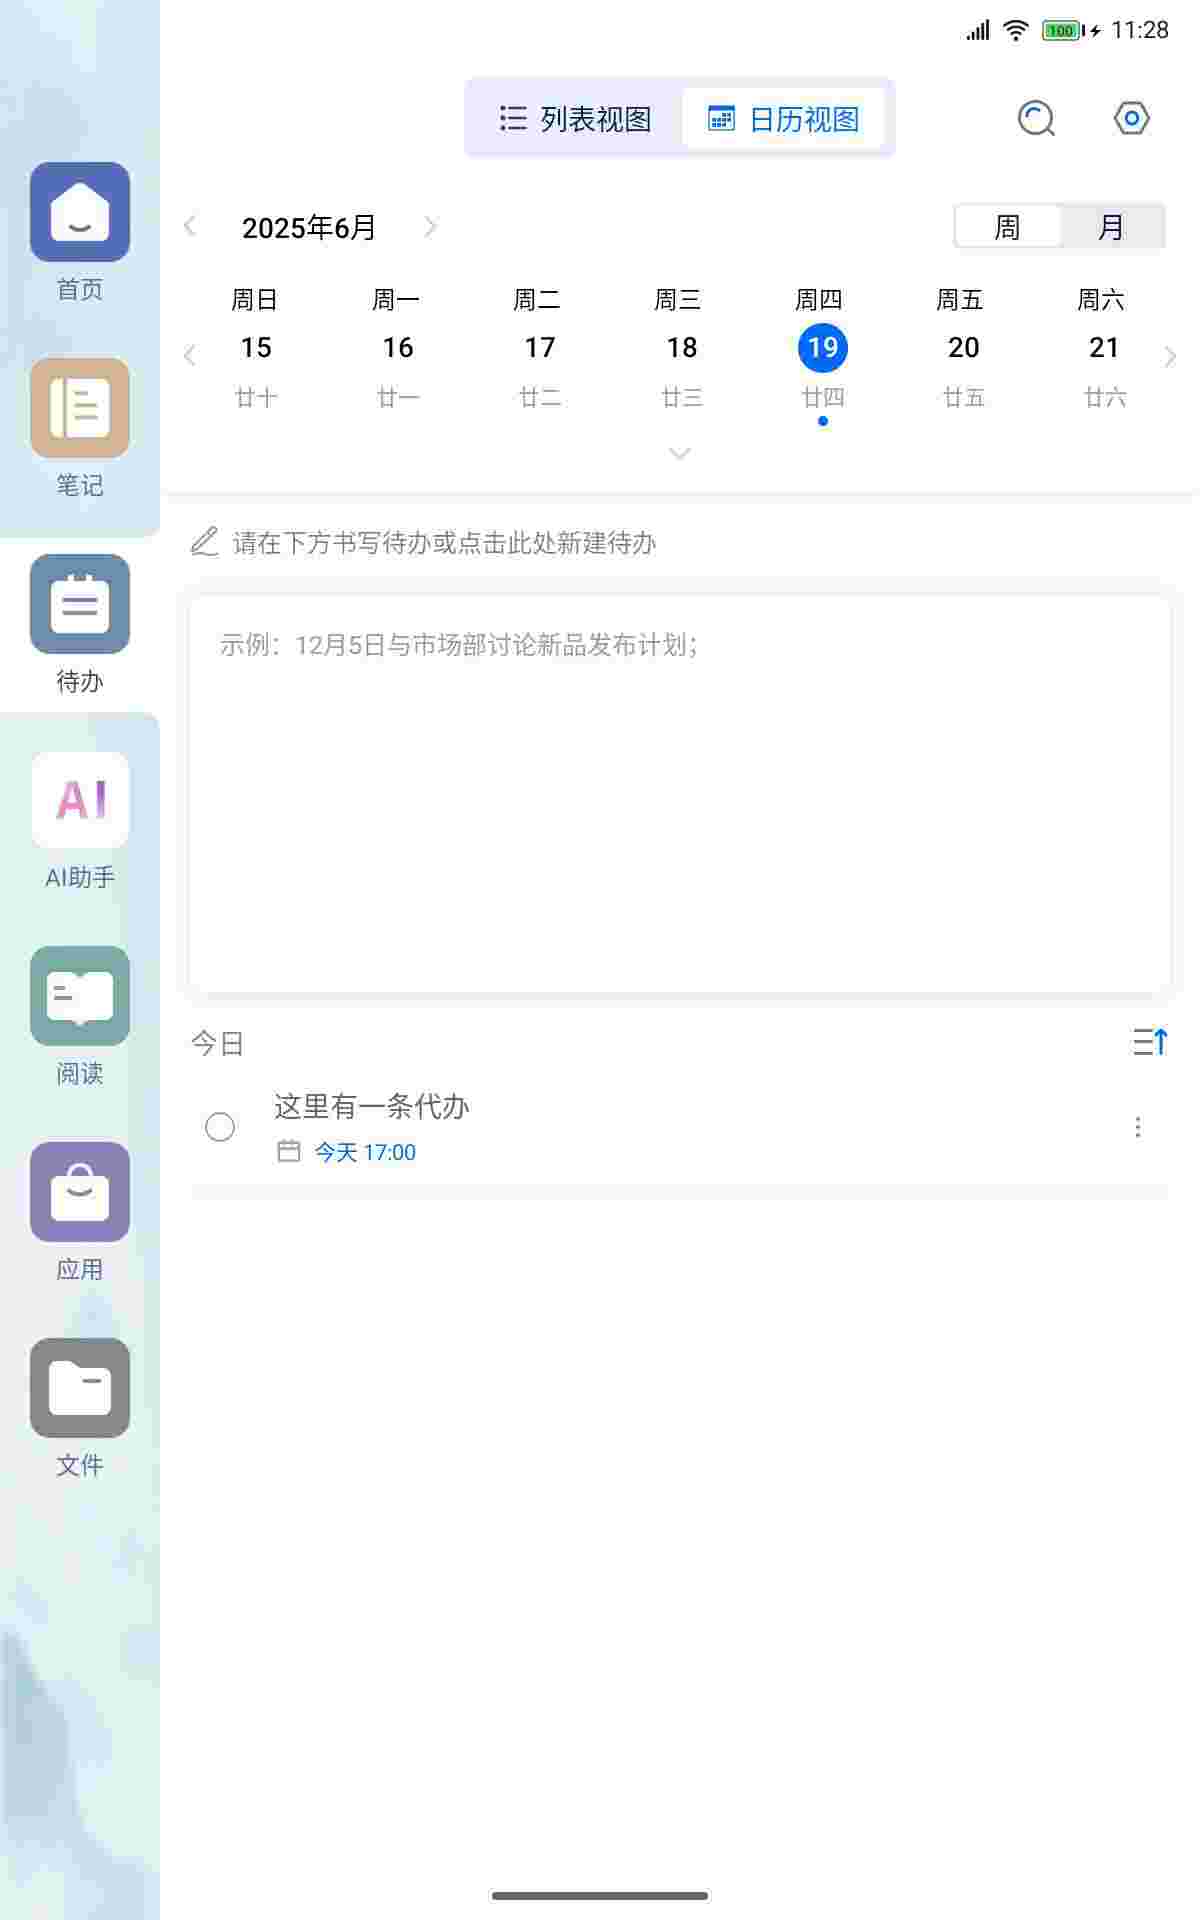 100 11:28
列表视图 日历视图
首页
笔记
待办
AI
AI助手
阅读
应用
文件
2025年6月 周 月
周日 周一 周二 周三 周四 周五 周六
15 16 17 18 19 20 21
廿十 廿一 廿二 廿三 廿四 廿五 廿六
请在下方书写待办或点击此处新建待办
示例：12月5日与市场部讨论新品发布计划；
今日
这里有一条代办
今天 17:00